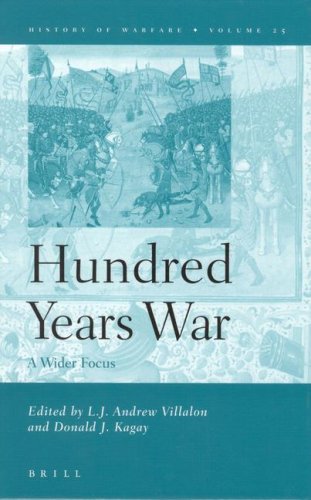 HISTORY OF WARFARE • VOLUME 25
Hundred
Years War
A Wider Focus
Edited by L.J. Andrew Villalon
and Donald J. Kagay
BRILL